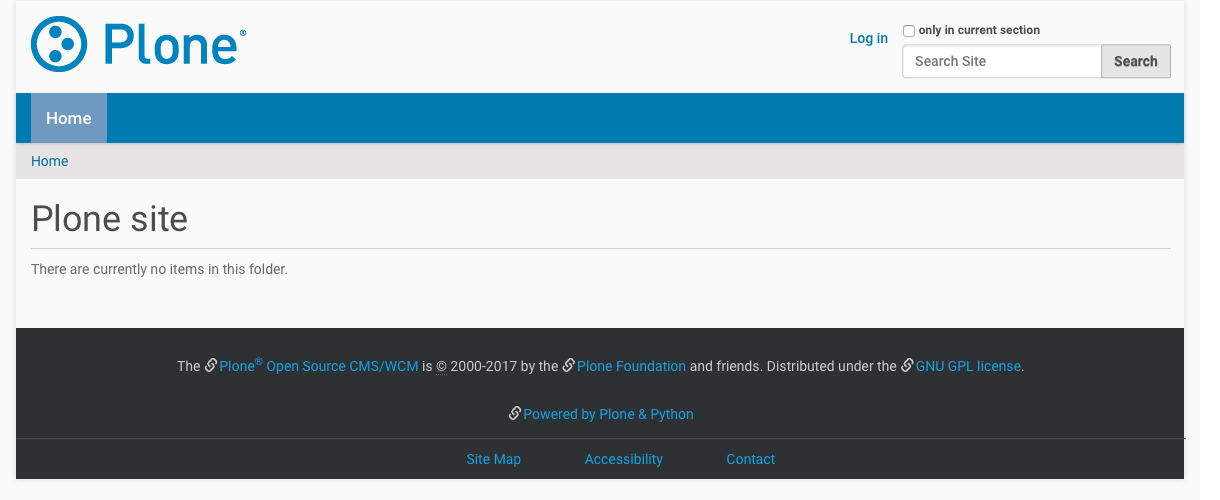 Plone®
Log in
only in current section
Search Site
Search
Home
Home
Plone site
There are currently no items in this folder.
The Plone® Open Source CMS/WCM is © 2000-2017 by the Plone Foundation and friends. Distributed under the GNU GPL license.
Powered by Plone & Python
Site Map Accessibility Contact